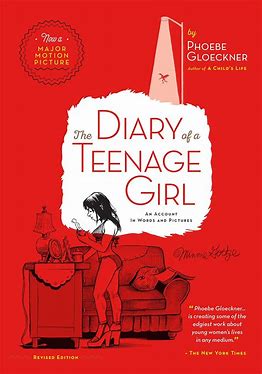 Now a
MAJOR
MOTION
PICTURE
by
PHOEBE
GLOECKNER
Author of A CHILD'S LIFE
The
DIARY of a
TEENAGE
GIRL
AN ACCOUNT
IN WORDS AND PICTURES
Minnie Goetze
"Phoebe Gloeckner...
is creating some of the
edgiest work about
young women's lives
in any medium."
—THE NEW YORK TIMES
REVISED EDITION